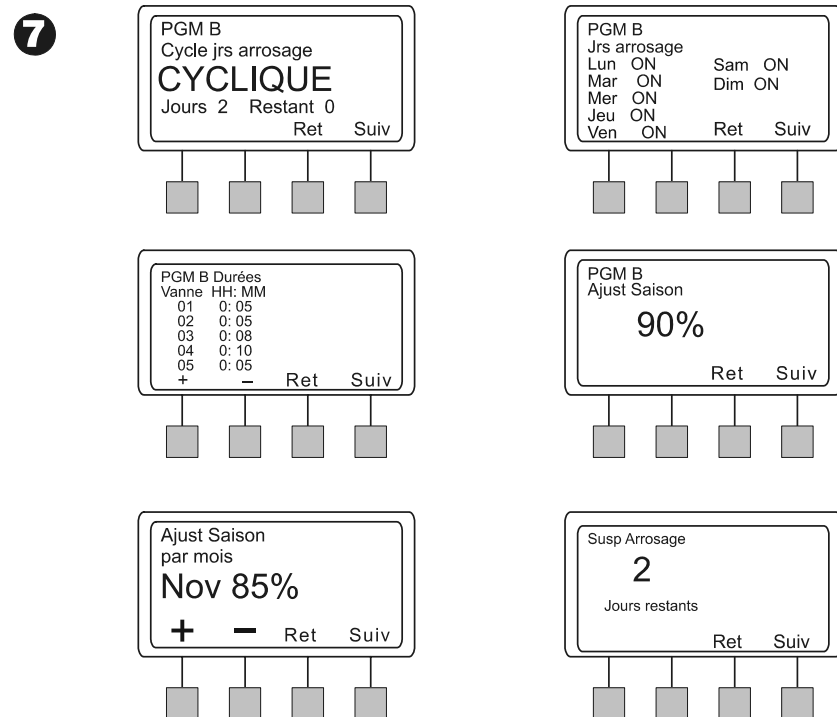 7
PGM B
Cycle jrs arrosage
CYCLIQUE
Jours 2 Restant 0
Ret Suiv
PGM B
Jrs arrosage
Lun ON Sam ON
Mar ON Dim ON
Mer ON
Jeu ON
Ven ON Ret Suiv
PGM B Durées
Vanne HH: MM
01 0: 05
02 0: 05
03 0: 08
04 0: 10
05 0: 05
+ – Ret Suiv
PGM B
Ajust Saison
90%
Ret Suiv
Ajust Saison
par mois
Nov 85%
+ – Ret Suiv
Susp Arrosage
2
Jours restants
Ret Suiv